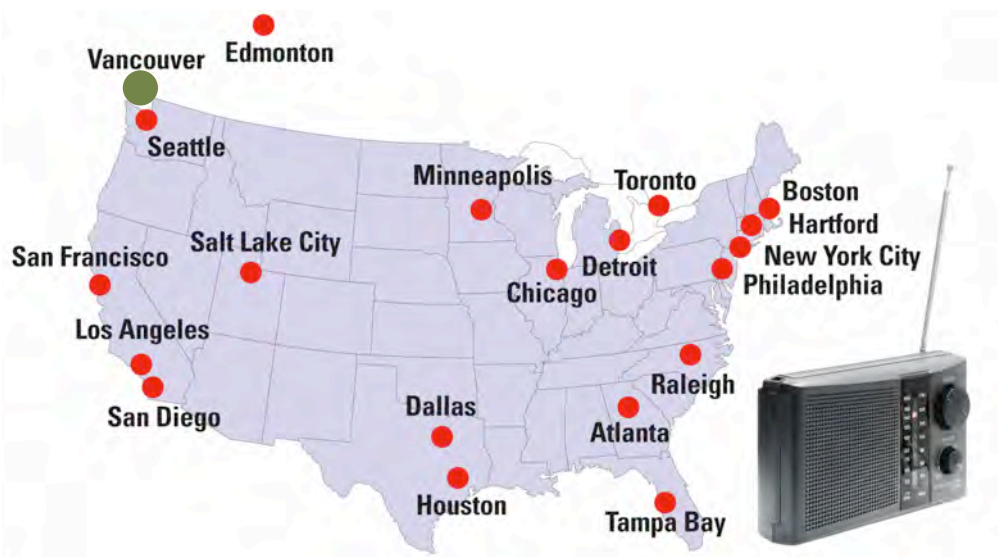 Edmonton
Vancouver
Seattle
Minneapolis
Toronto
Boston
Hartford
New York City
Philadelphia
Detroit
Chicago
Salt Lake City
San Francisco
Los Angeles
San Diego
Dallas
Houston
Raleigh
Atlanta
Tampa Bay